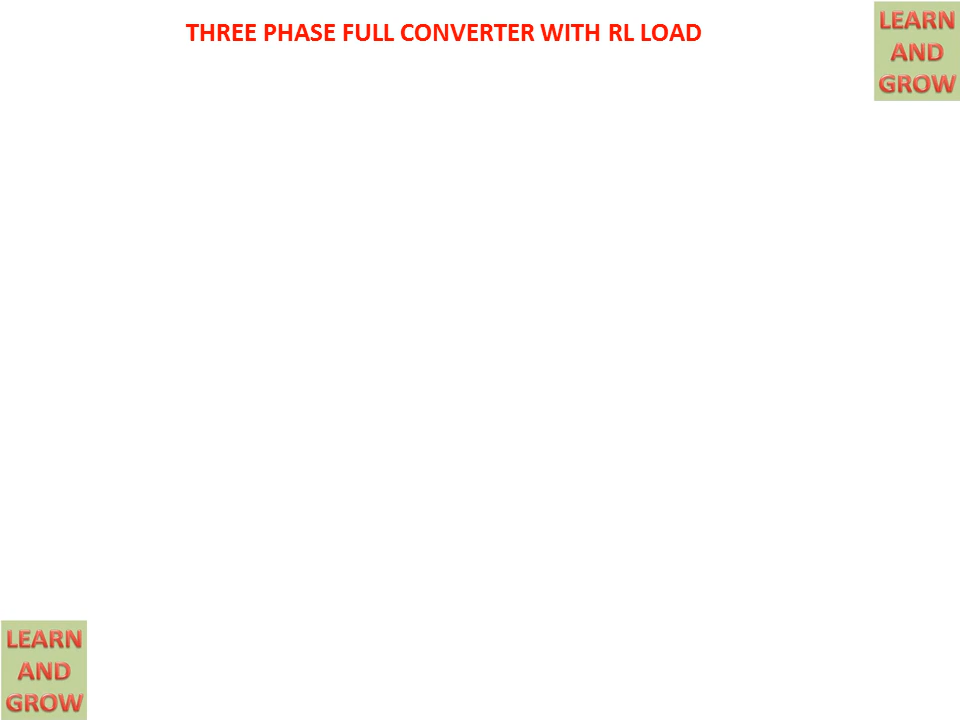 THREE PHASE FULL CONVERTER WITH RL LOAD
LEARN
AND
GROW
LEARN
AND
GROW